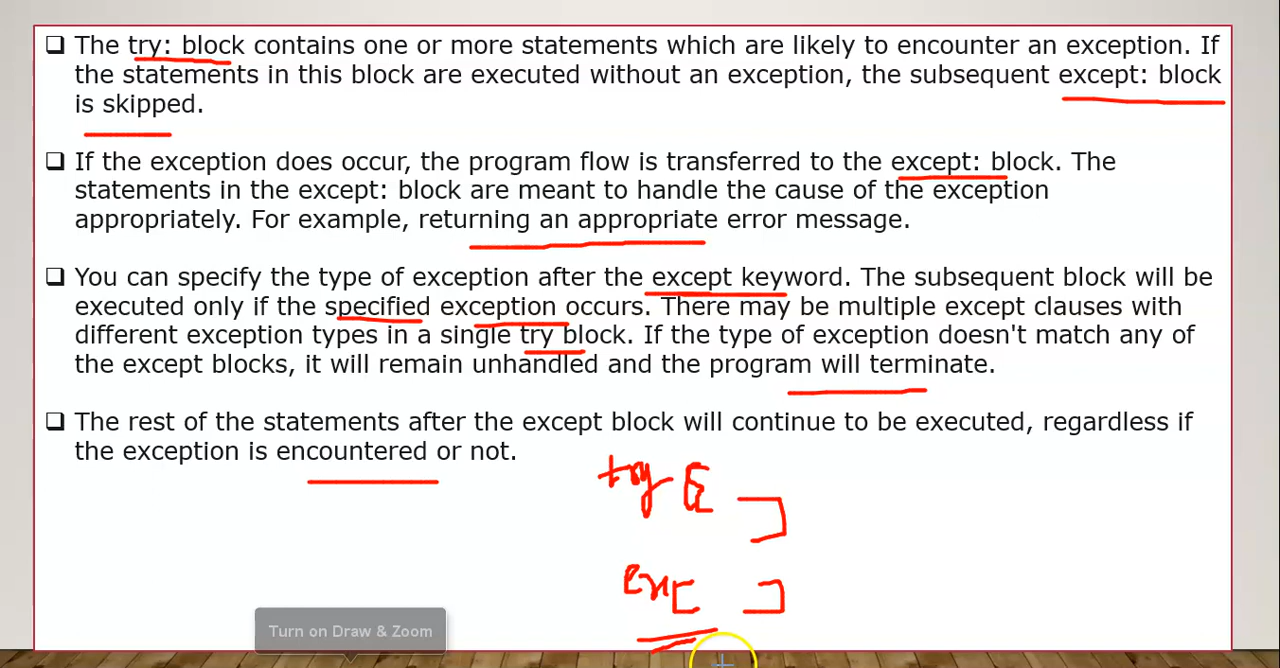 ❑ The try: block contains one or more statements which are likely to encounter an exception. If
the statements in this block are executed without an exception, the subsequent except: block
is skipped.
❑ If the exception does occur, the program flow is transferred to the except: block. The
statements in the except: block are meant to handle the cause of the exception
appropriately. For example, returning an appropriate error message.
❑ You can specify the type of exception after the except keyword. The subsequent block will be
executed only if the specified exception occurs. There may be multiple except clauses with
different exception types in a single try block. If the type of exception doesn't match any of
the except blocks, it will remain unhandled and the program will terminate.
❑ The rest of the statements after the except block will continue to be executed, regardless if
the exception is encountered or not.
try
Turn on Draw & Zoom